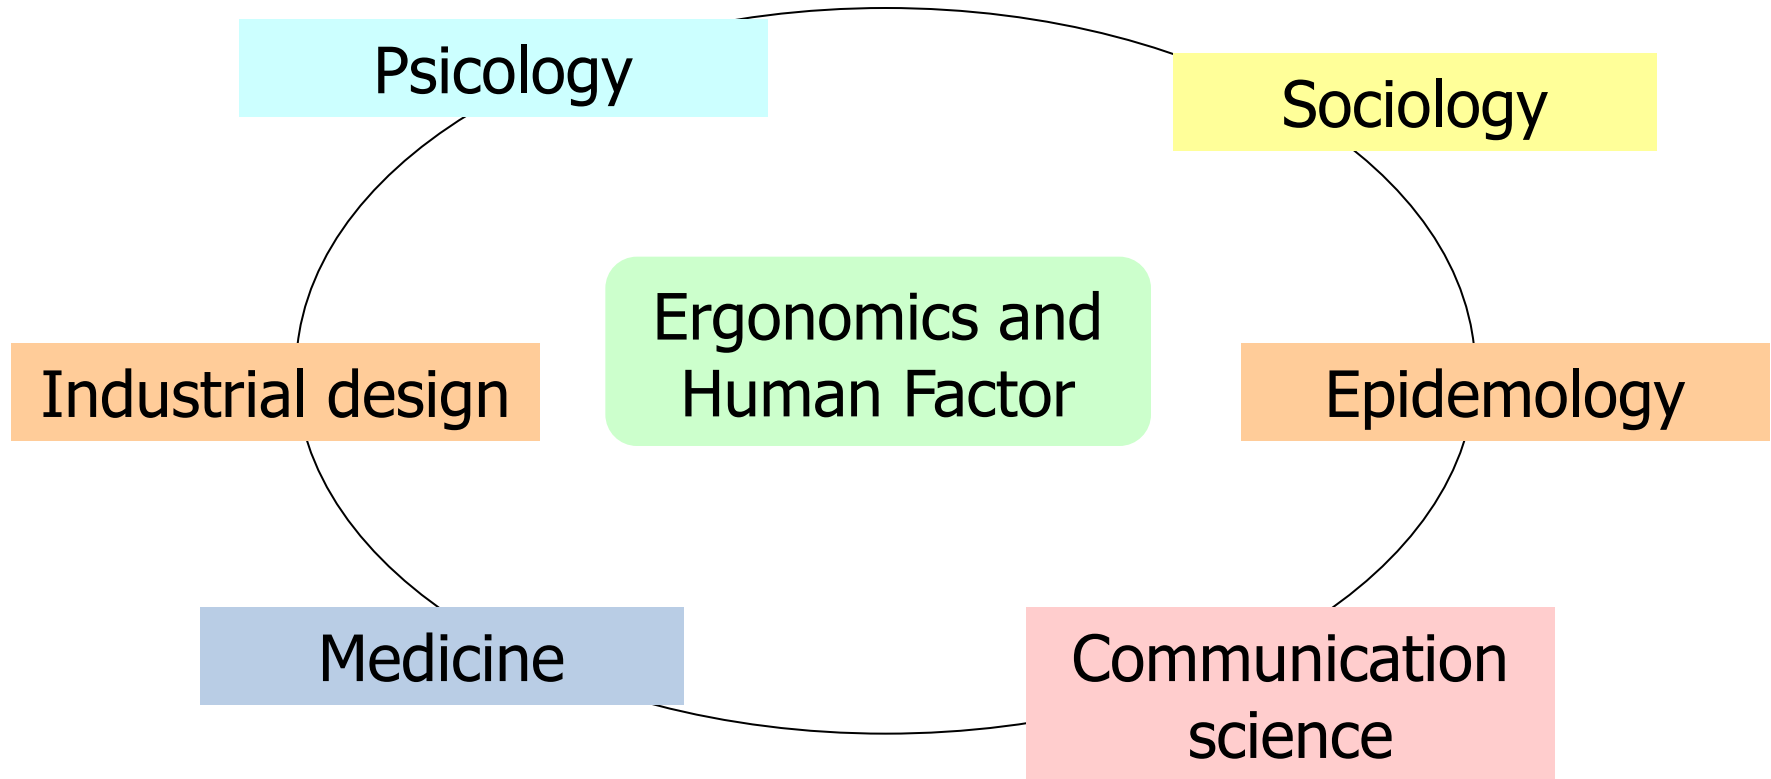 Psicology
Sociology
Ergonomics and
Human Factor
Industrial design
Epidemology
Medicine
Communication
science